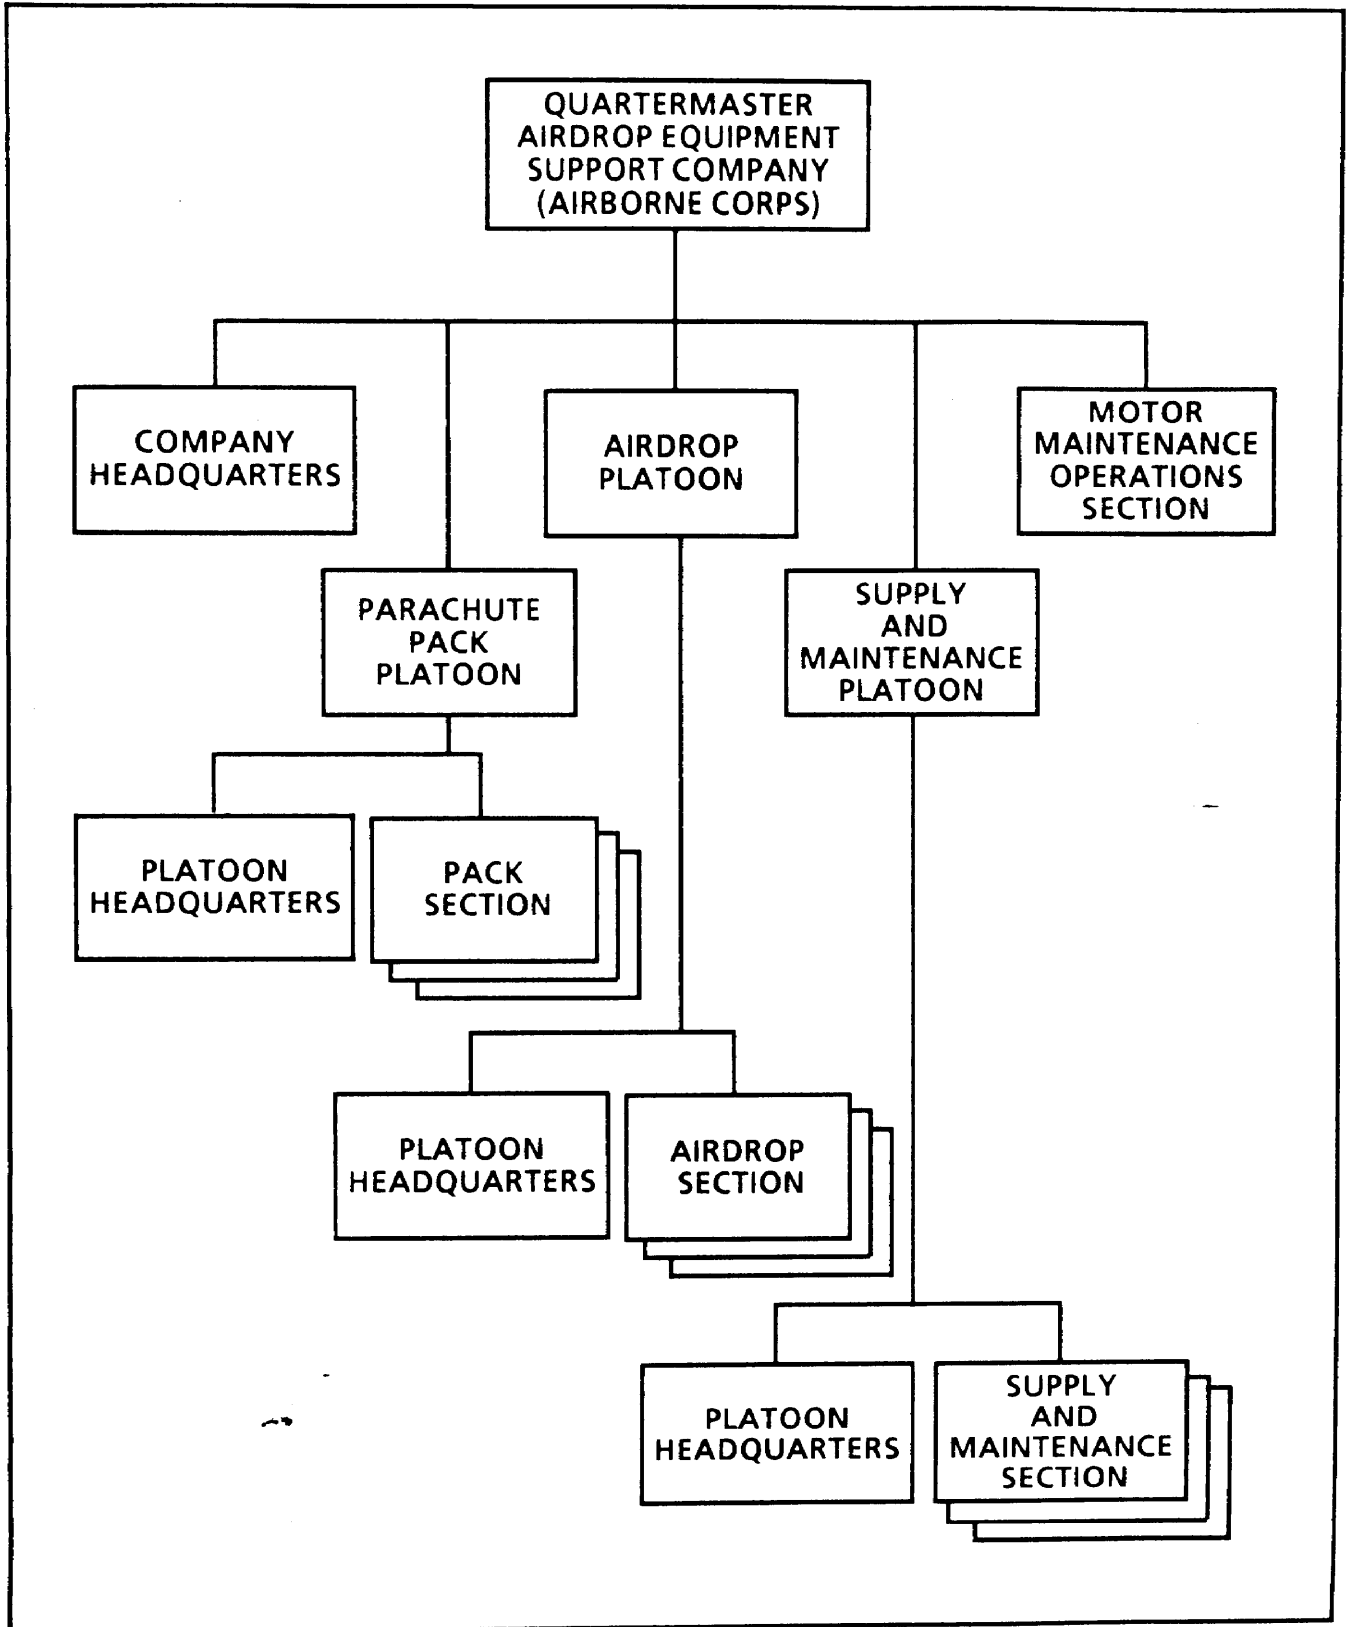 QUARTERMASTER
AIRDROP EQUIPMENT
SUPPORT COMPANY
(AIRBORNE CORPS)
COMPANY
HEADQUARTERS
AIRDROP
PLATOON
MOTOR
MAINTENANCE
OPERATIONS
SECTION
PARACHUTE
PACK
PLATOON
SUPPLY
AND
MAINTENANCE
PLATOON
PLATOON
HEADQUARTERS
PACK
SECTION
PLATOON
HEADQUARTERS
AIRDROP
SECTION
PLATOON
HEADQUARTERS
SUPPLY
AND
MAINTENANCE
SECTION